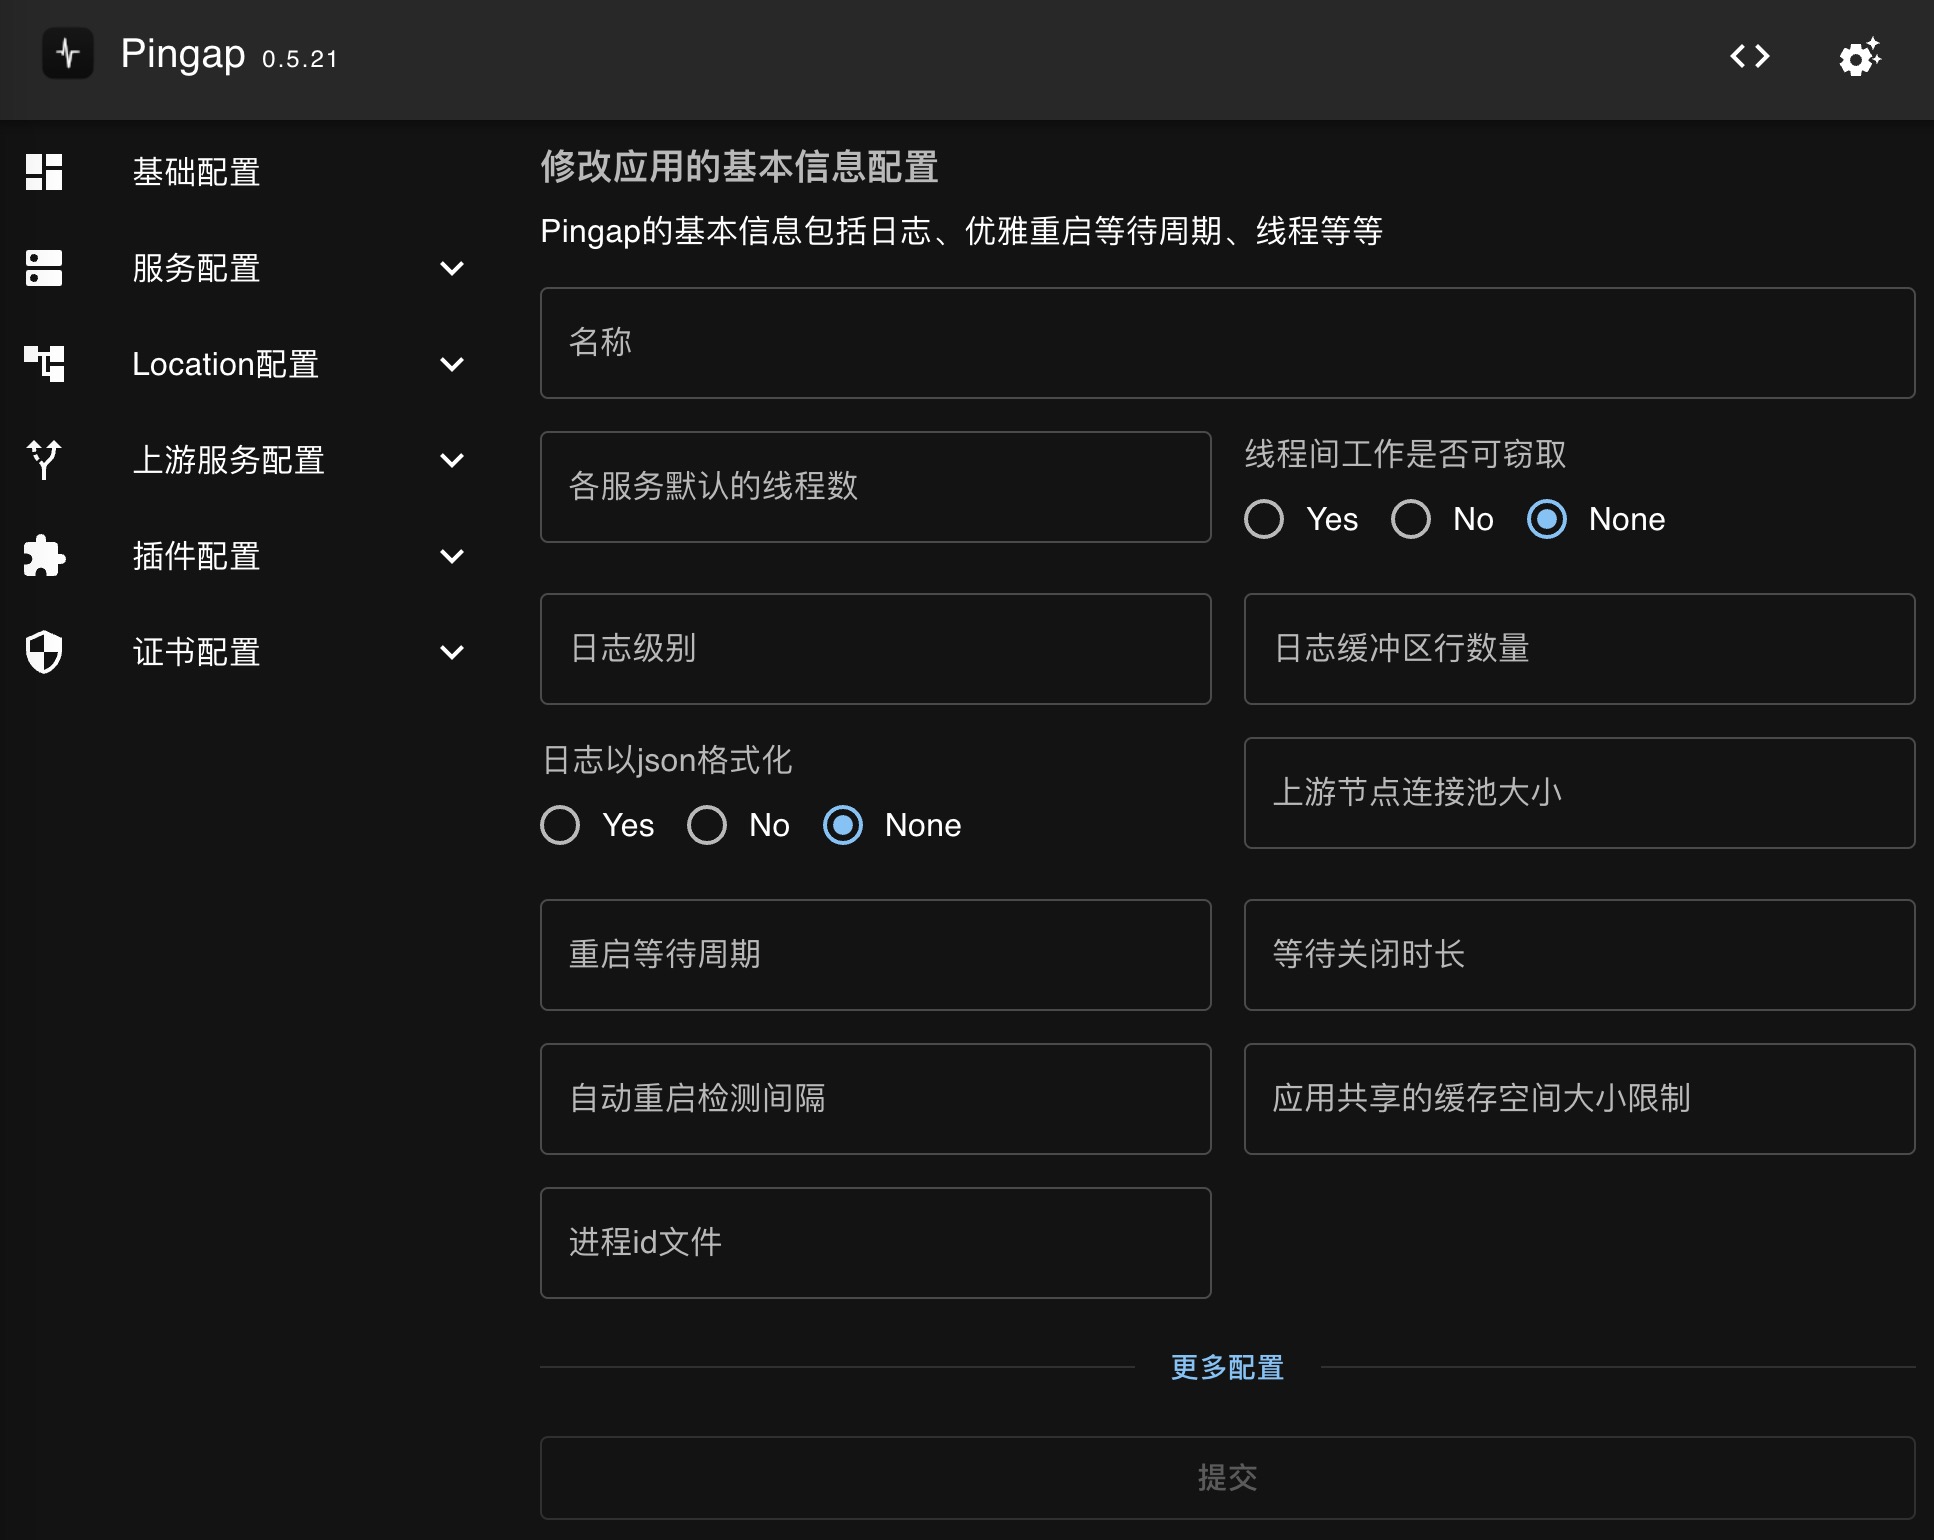 Pingap 0.5.21
基础配置
服务配置
Location配置
上游服务配置
插件配置
证书配置
修改应用的基本信息配置
Pingap的基本信息包括日志、优雅重启等待周期、线程等等
名称
各服务默认的线程数
线程间工作是否可窃取
Yes No None
日志级别
日志缓冲区行数量
日志以json格式化
Yes No None
上游节点连接池大小
重启等待周期
等待关闭时长
自动重启检测间隔
应用共享的缓存空间大小限制
进程id文件
更多配置
提交